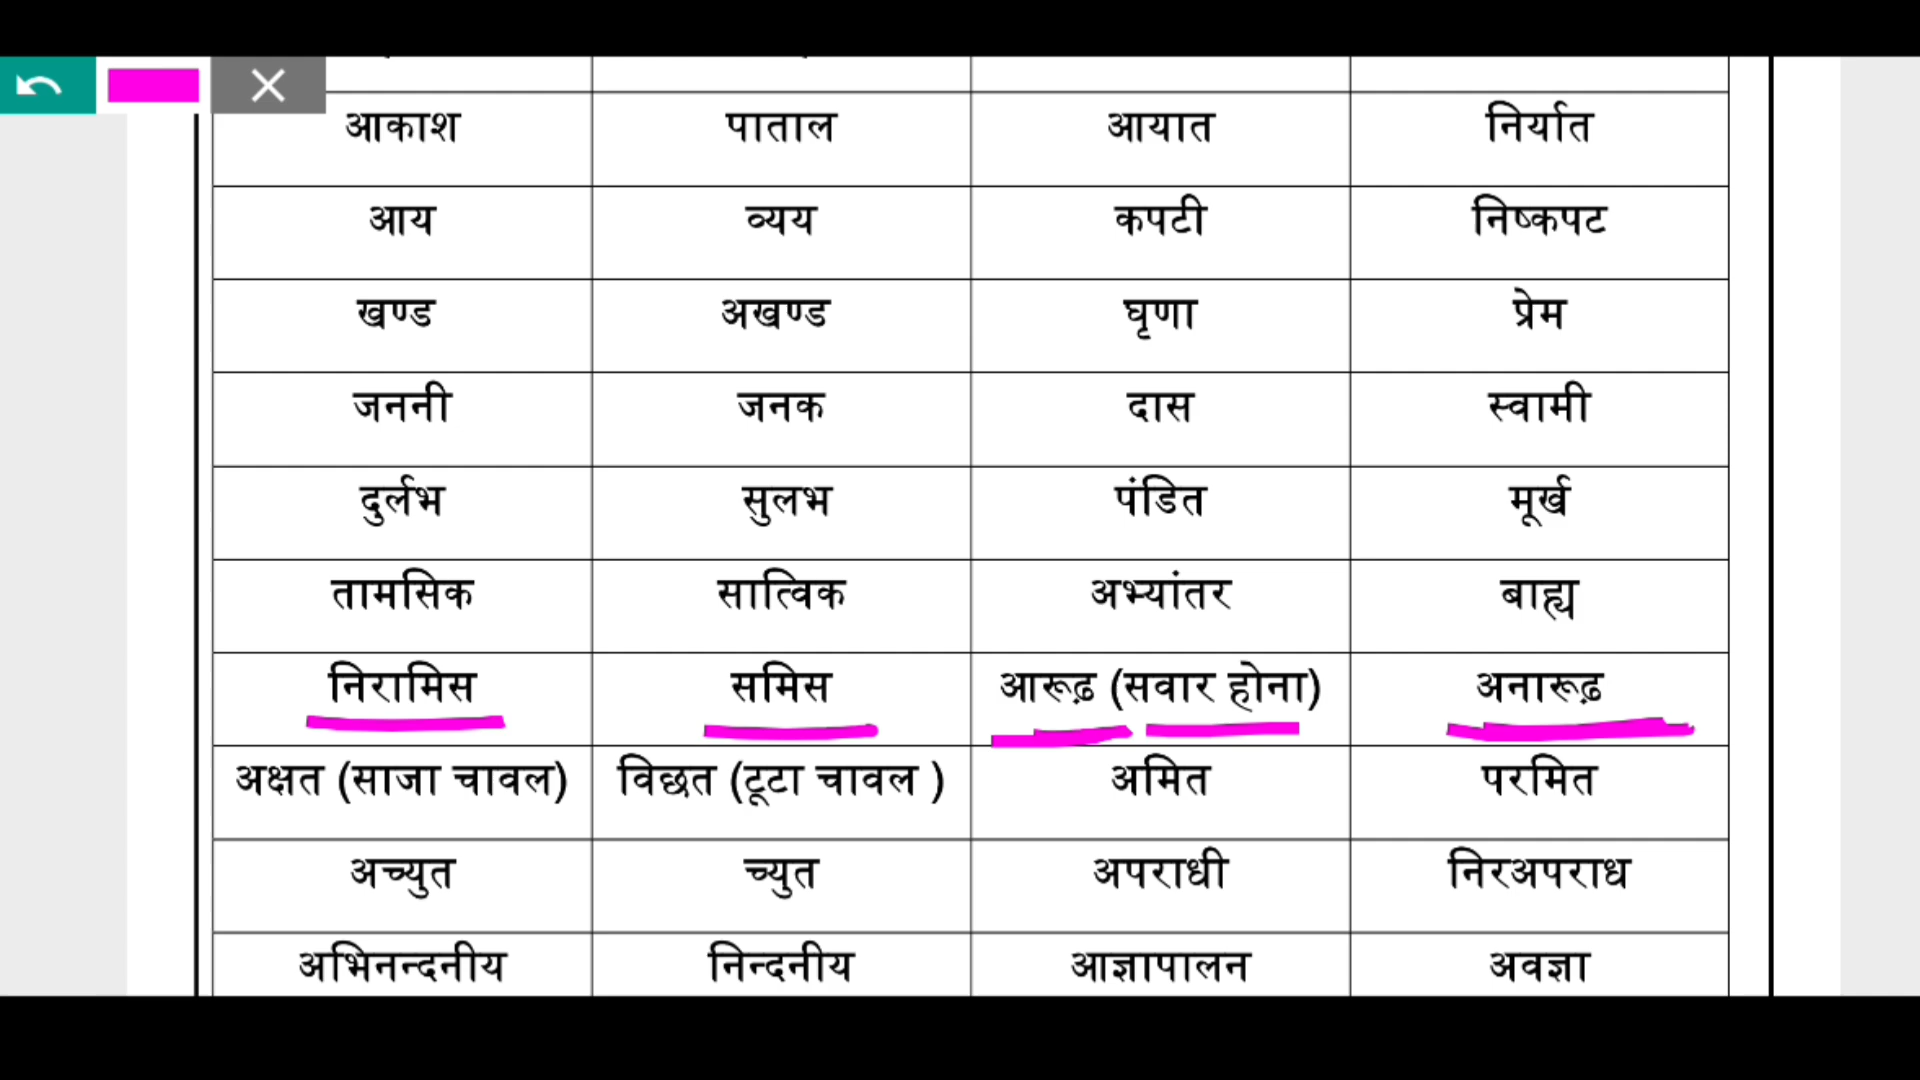 आकाश पाताल आयात निर्यात
आय व्यय कपटी निष्कपट
खण्ड अखण्ड घृणा प्रेम
जननी जनक दास स्वामी
दुर्लभ सुलभ पंडित मूर्ख
तामसिक सात्विक अभ्यांतर बाह्य
निरामिस समिस आरूढ़ (सवार होना) अनारूढ़
अक्षत (साजा चावल) विछत (टूटा चावल ) अमित परमित
अच्युत च्युत अपराधी निरअपराध
अभिनन्दनीय निन्दनीय आज्ञापालन अवज्ञा